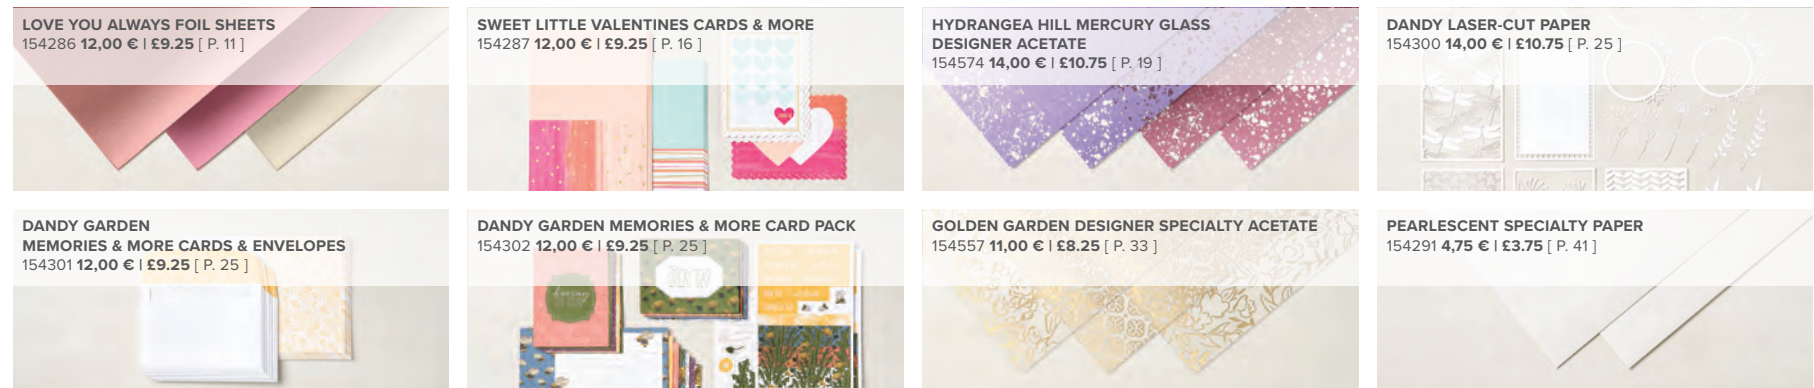 LOVE YOU ALWAYS FOIL SHEETS
154286 12,00 € | £9.25 [ P. 11 ]
SWEET LITTLE VALENTINES CARDS & MORE
154287 12,00 € | £9.25 [ P. 16 ]
HYDRANGEA HILL MERCURY GLASS
DESIGNER ACETATE
154574 14,00 € | £10.75 [ P. 19 ]
DANDY LASER-CUT PAPER
154300 14,00 € | £10.75 [ P. 25 ]
DANDY GARDEN
MEMORIES & MORE CARDS & ENVELOPES
154301 12,00 € | £9.25 [ P. 25 ]
DANDY GARDEN MEMORIES & MORE CARD PACK
154302 12,00 € | £9.25 [ P. 25 ]
GOLDEN GARDEN DESIGNER SPECIALTY ACETATE
154557 11,00 € | £8.25 [ P. 33 ]
PEARLESCENT SPECIALTY PAPER
154291 4,75 € | £3.75 [ P. 41 ]